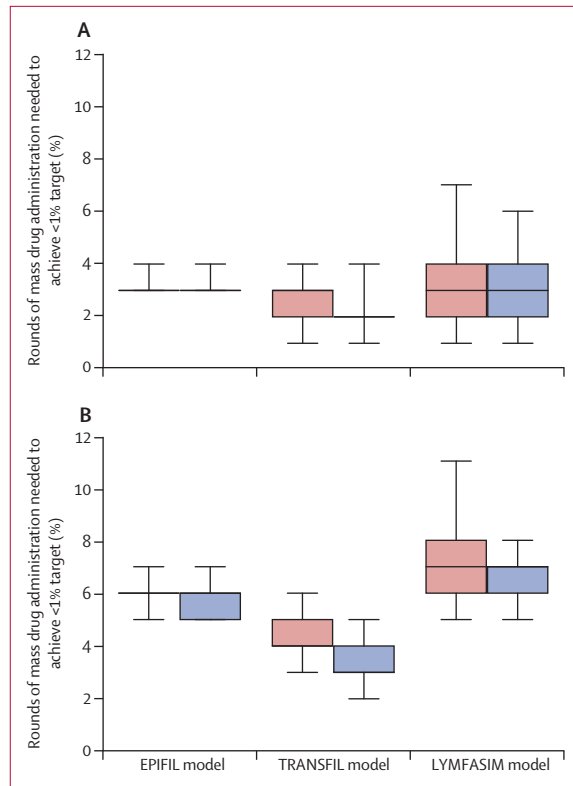 A
Rounds of mass drug administration needed to
achieve <1% target (%)
12
10
8
6
4
2
0
B
Rounds of mass drug administration needed to
achieve <1% target (%)
12
10
8
6
4
2
0
EPIFIL model
TRANSFIL model
LYMFASIM model